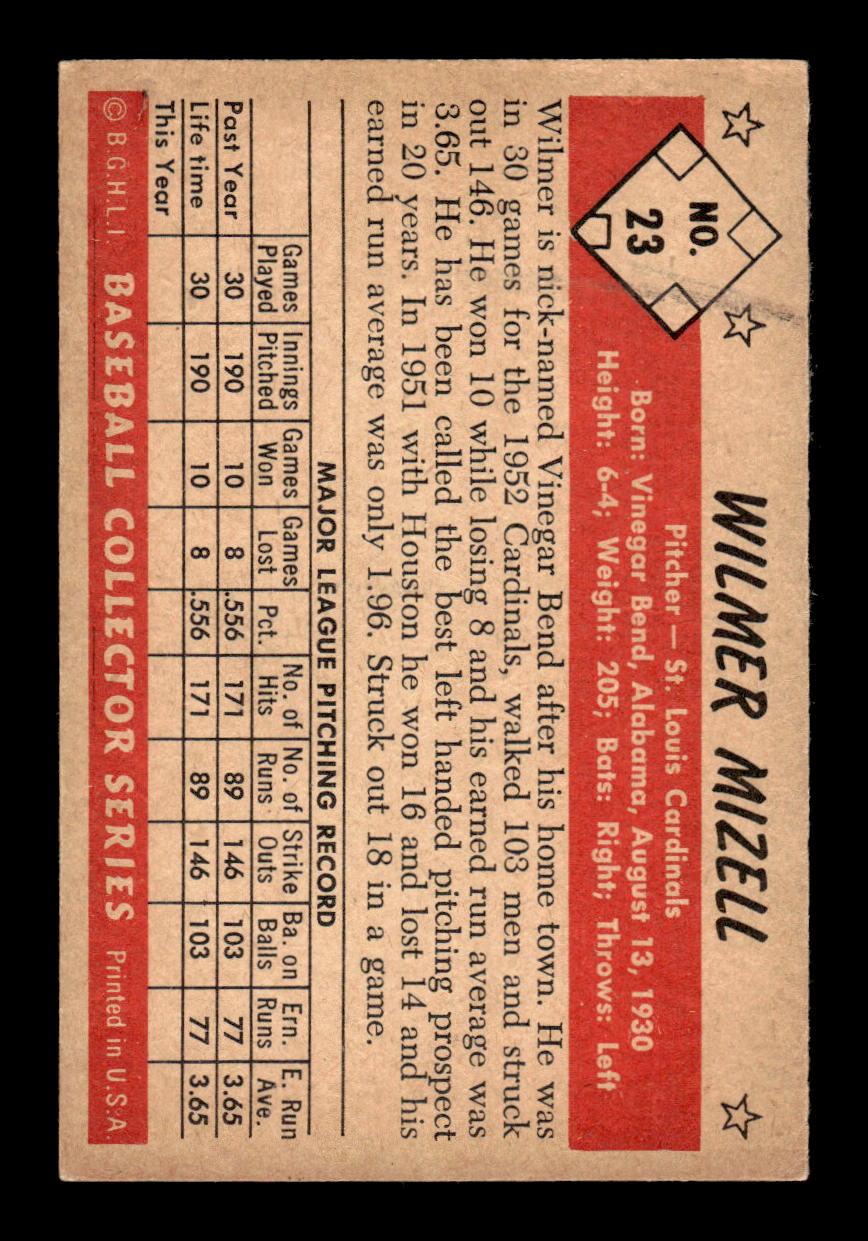 WILMER MIZELL
NO.
23
Pitcher — St. Louis Cardinals
Born: Vinegar Bend, Alabama, August 13, 1930
Height: 6-4; Weight: 205; Bats: Right; Throws: Left
Wilmer is nick-named Vinegar Bend after his home town. He was
in 30 games for the 1952 Cardinals, walked 103 men and struck
out 146. He won 10 while losing 8 and his earned run average was
3.65. He has been called the best left handed pitching prospect
in 20 years. In 1951 with Houston he won 16 and lost 14 and his
earned run average was only 1.96. Struck out 18 in a game.
MAJOR LEAGUE PITCHING RECORD
Games Innings Games Games Pct. No. of No. of Strike Ba. on Ern. E. Run
Played Pitched Won Lost Hits Runs Outs Balls Runs Ave.
Past Year 30 190 10 8 .556 171 89 146 103 77 3.65
Life time 30 190 10 8 .556 171 89 146 103 77 3.65
This Year
© B.G.H.L.I. BASEBALL COLLECTOR SERIES Printed in U.S.A.